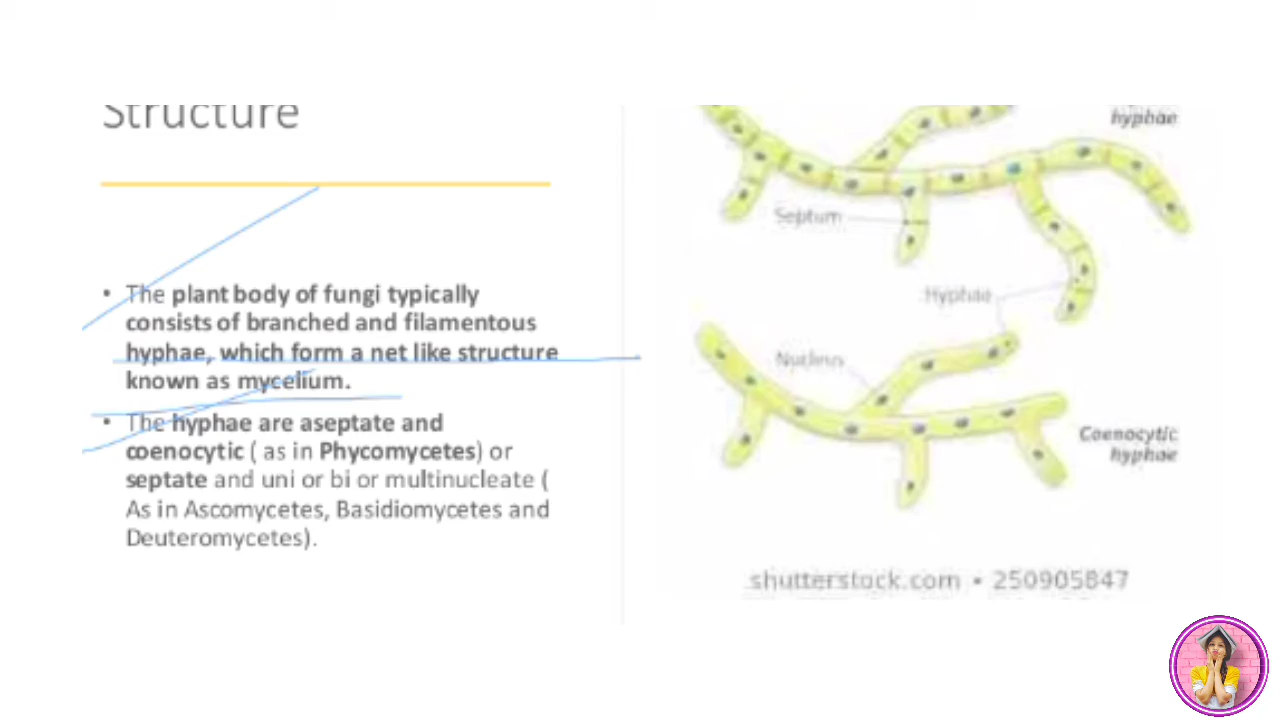 Structure
• The plant body of fungi typically
consists of branched and filamentous
hyphae, which form a net like structure
known as mycelium.
• The hyphae are aseptate and
coenocytic ( as in Phycomycetes) or
septate and uni or bi or multinucleate (
As in Ascomycetes, Basidiomycetes and
Deuteromycetes).
hyphae
Septum
Hyphae
Nucleus
Coenocytic
hyphae
shutterstock.com • 250905847